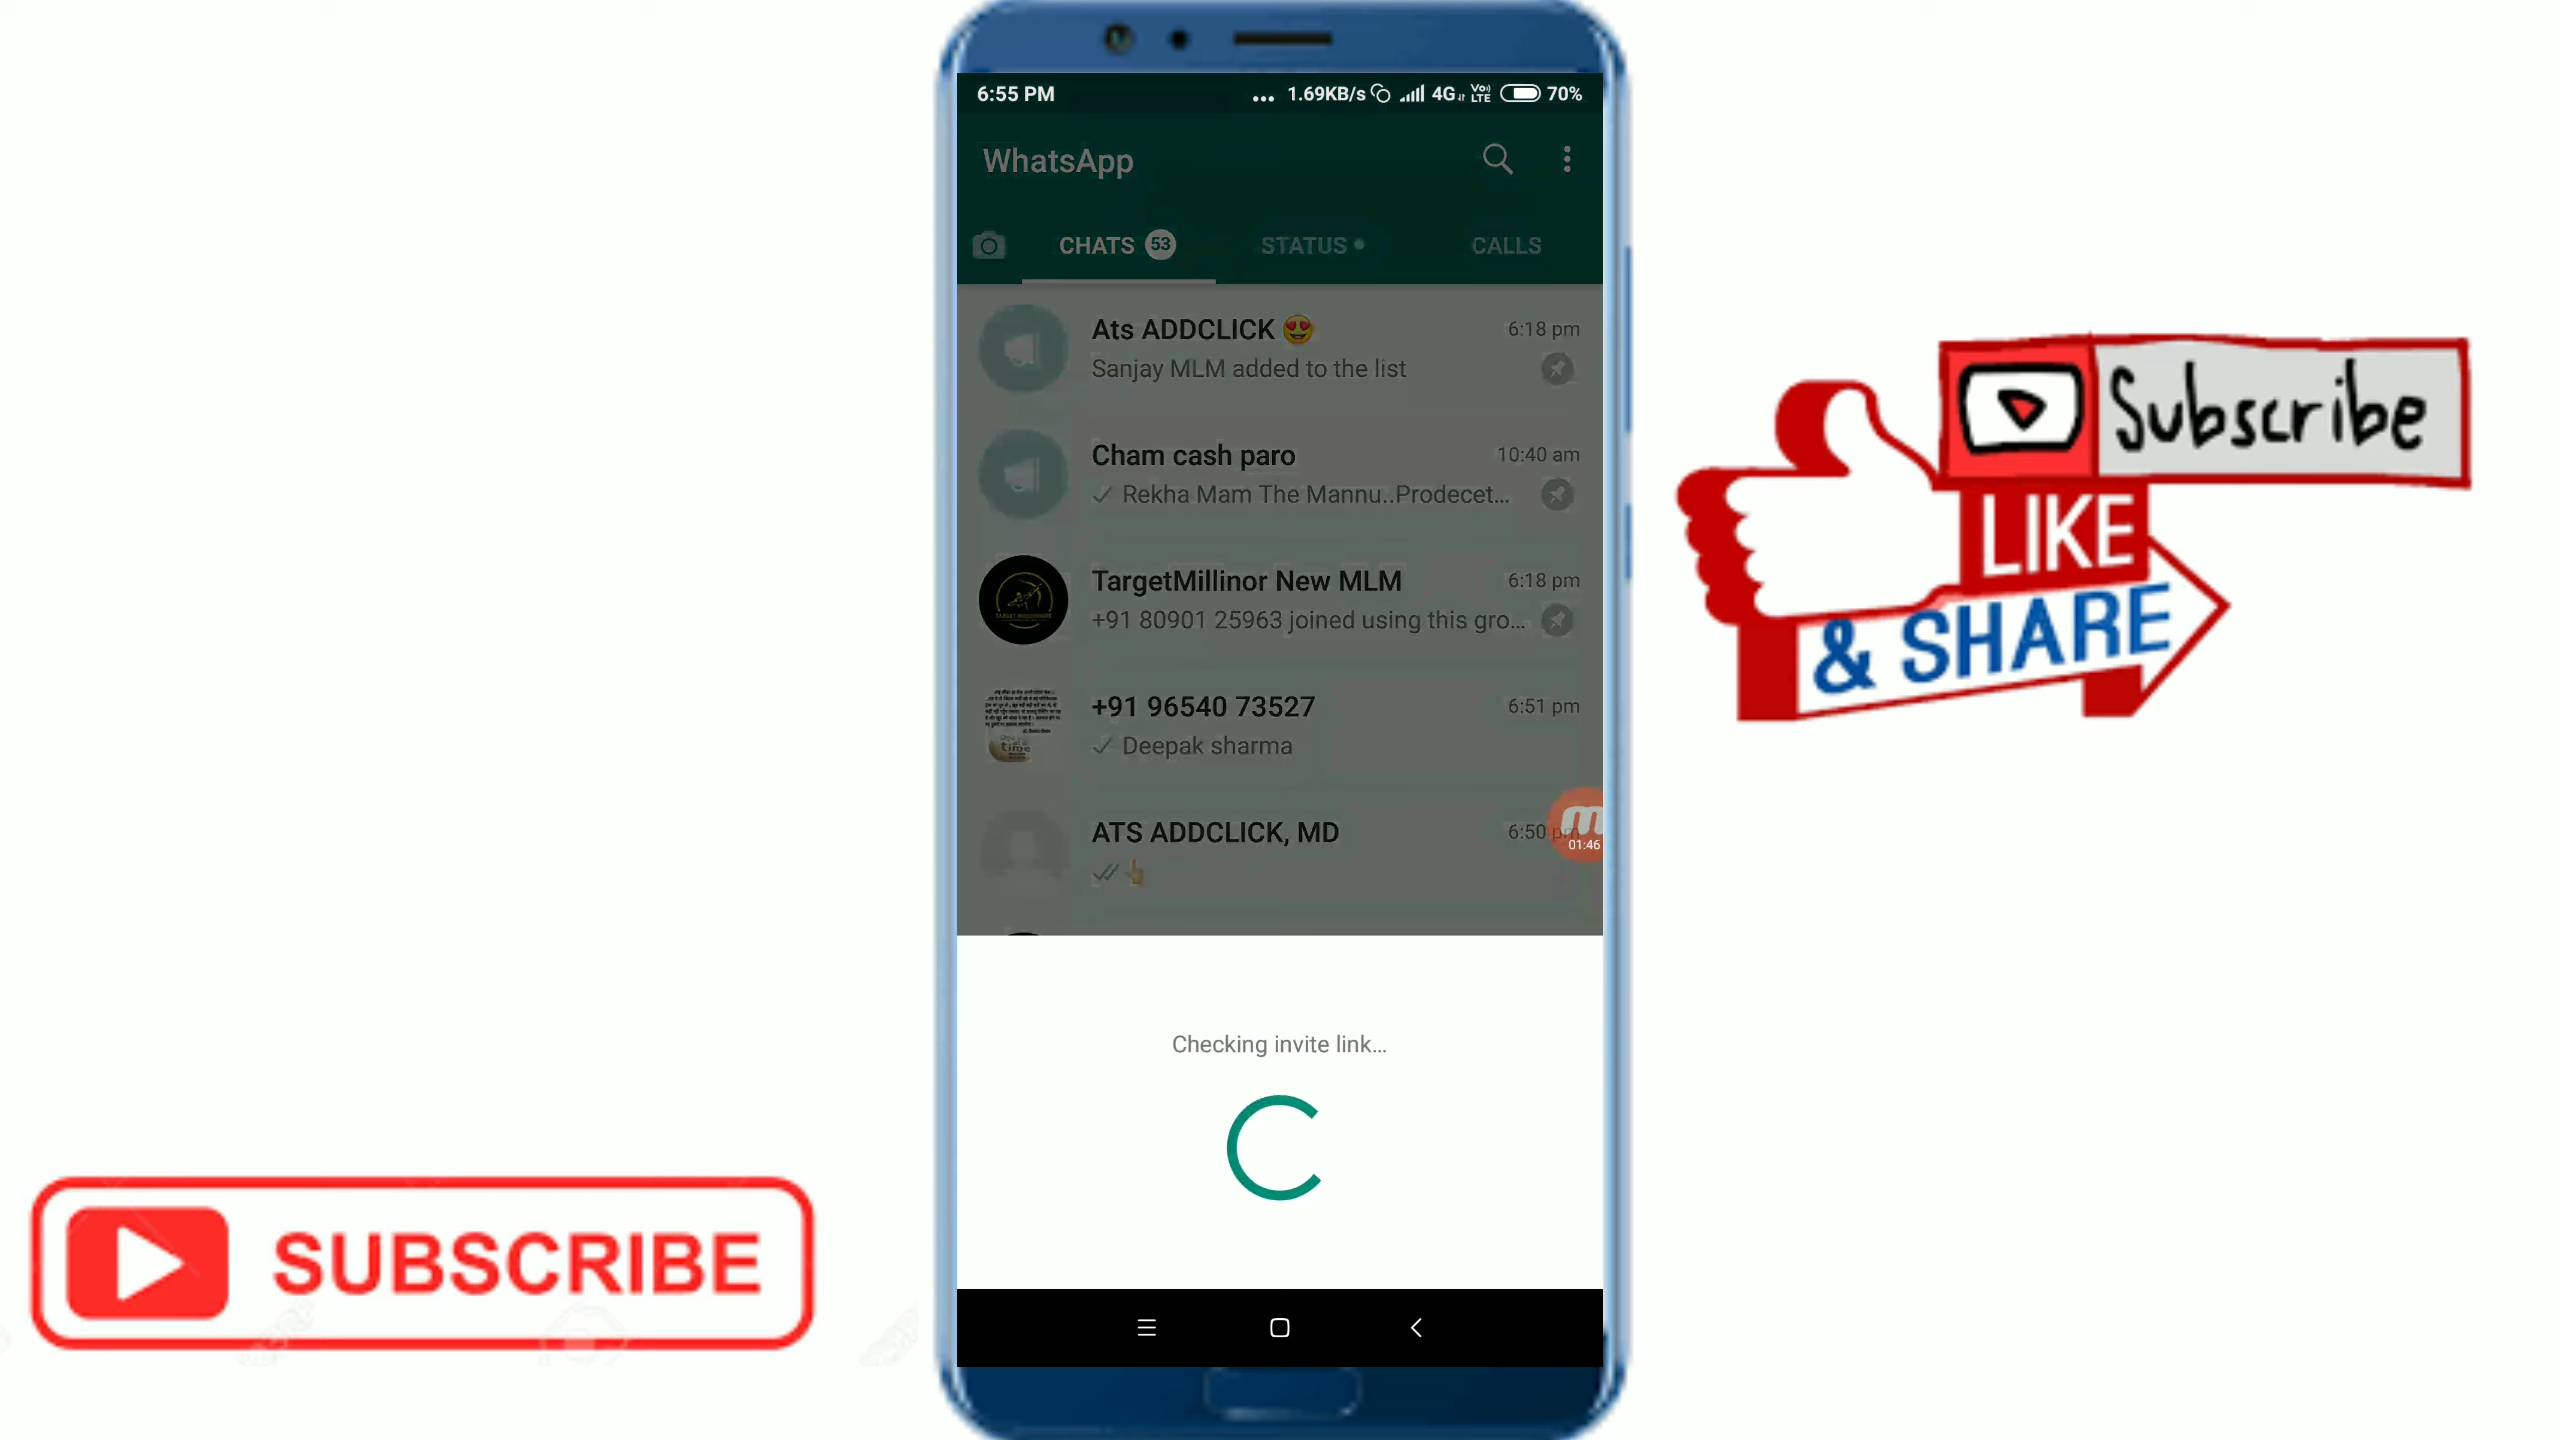 6:55 PM
... 1.69KB/s 4G Vo) LTE 70%
WhatsApp
CHATS 53
STATUS
CALLS
Ats ADDCLICK 😍 6:18 pm
Sanjay MLM added to the list
Cham cash paro 10:40 am
Rekha Mam The Mannu..Prodecet...
TargetMillinor New MLM 6:18 pm
+91 80901 25963 joined using this gro...
+91 96540 73527 6:51 pm
Deepak sharma
ATS ADDCLICK, MD 6:50 pm
👆
01:46
Checking invite link...
Subscribe
LIKE
& SHARE
SUBSCRIBE